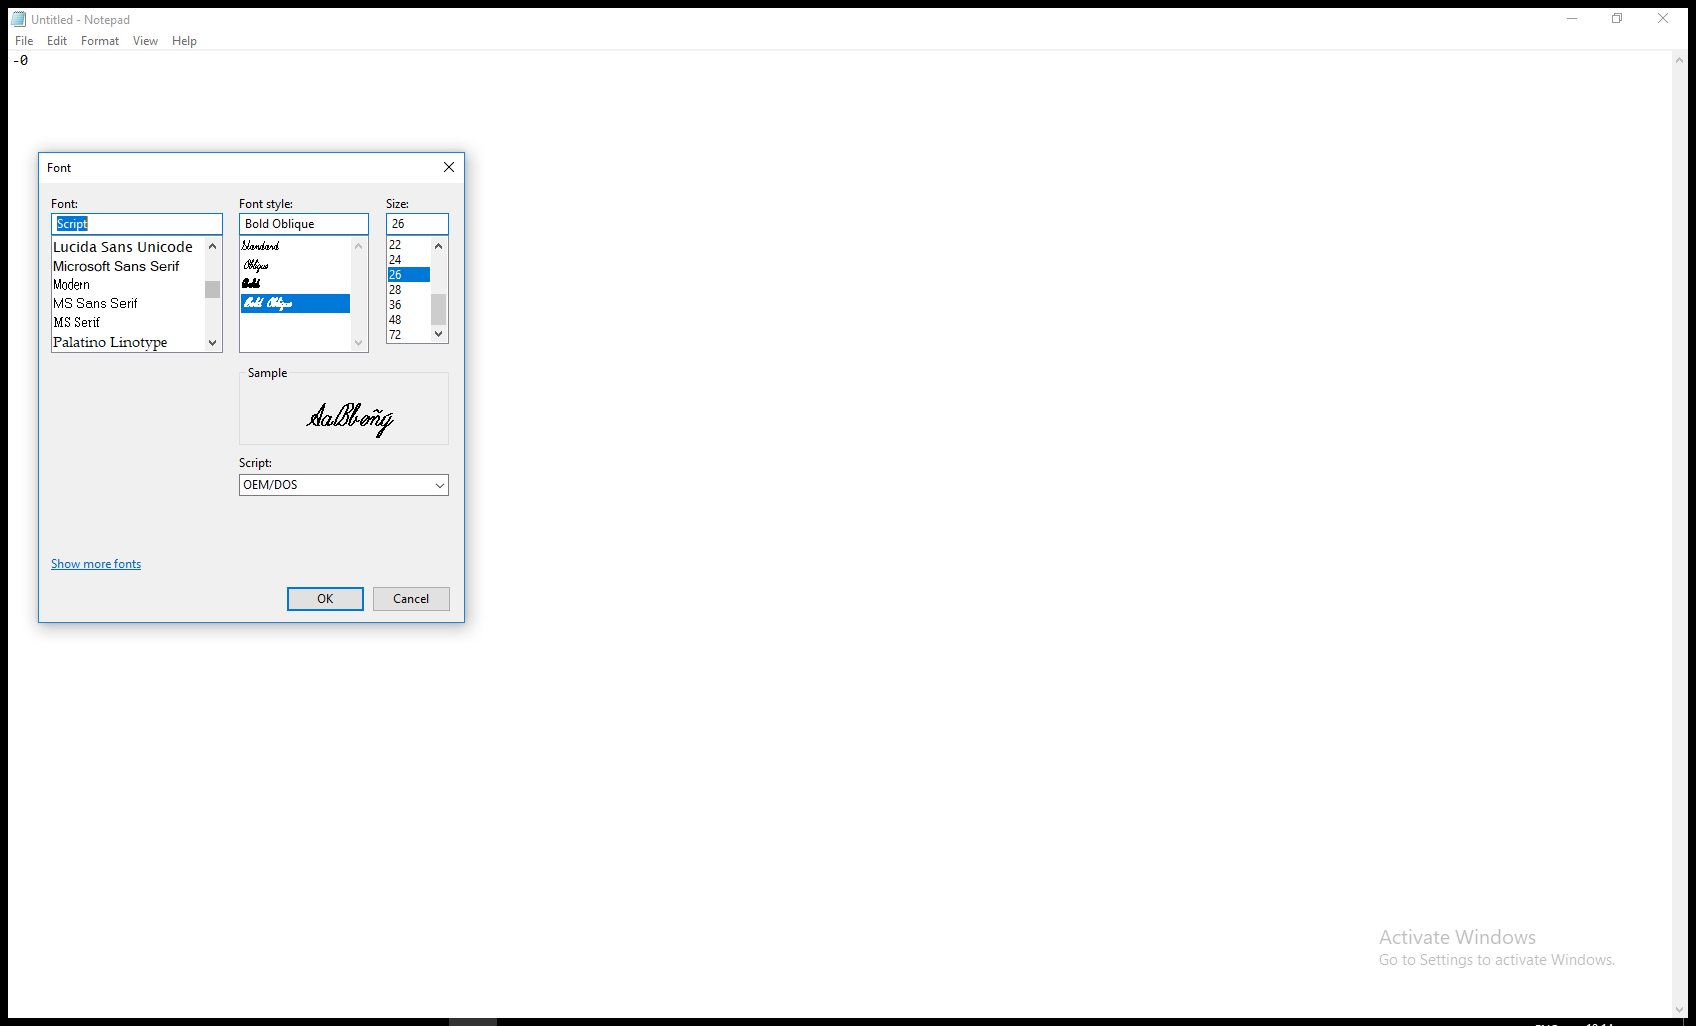 Untitled - Notepad
File Edit Format View Help
-0
Font
Font: Font style: Size:
Script Bold Oblique 26
Lucida Sans Unicode
Microsoft Sans Serif
Modern
MS Sans Serif
MS Serif
Palatino Linotype
Standard
Oblique
Bold
Bold Oblique
22
24
26
28
36
48
72
Sample
AaBbøñý
Script:
OEM/DOS
Show more fonts
OK Cancel
Activate Windows
Go to Settings to activate Windows.